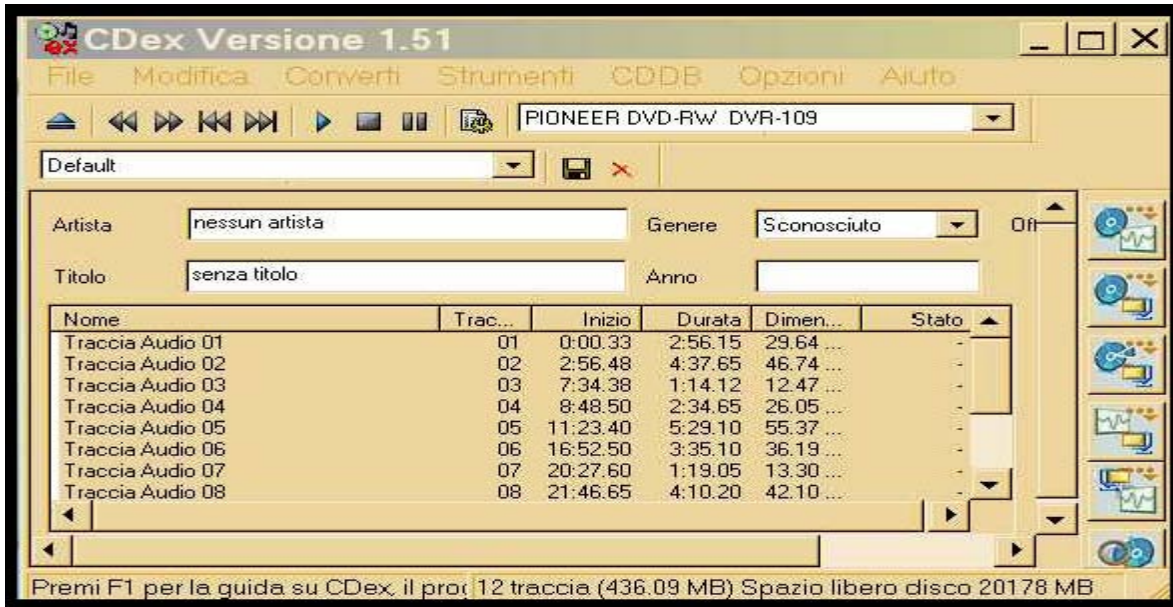 CDex Versione 1.51
File Modifica Converti Strumenti CDDB Opzioni Aiuto
PIONEER DVD-RW DVR-109
Default
Artista nessun artista Genere Sconosciuto
Titolo senza titolo Anno
Nome Trac... Inizio Durata Dimen... Stato
Traccia Audio 01 01 0:00.33 2:56.15 29.64 ... -
Traccia Audio 02 02 2:56.48 4:37.65 46.74 ... -
Traccia Audio 03 03 7:34.38 1:14.12 12.47 ... -
Traccia Audio 04 04 8:48.50 2:34.65 26.05 ... -
Traccia Audio 05 05 11:23.40 5:29.10 55.37 ... -
Traccia Audio 06 06 16:52.50 3:35.10 36.19 ... -
Traccia Audio 07 07 20:27.60 1:19.05 13.30 ... -
Traccia Audio 08 08 21:46.65 4:10.20 42.10 ... -
Premi F1 per la guida su CDex, il 12 traccia (436.09 MB) Spazio libero disco 20178 MB